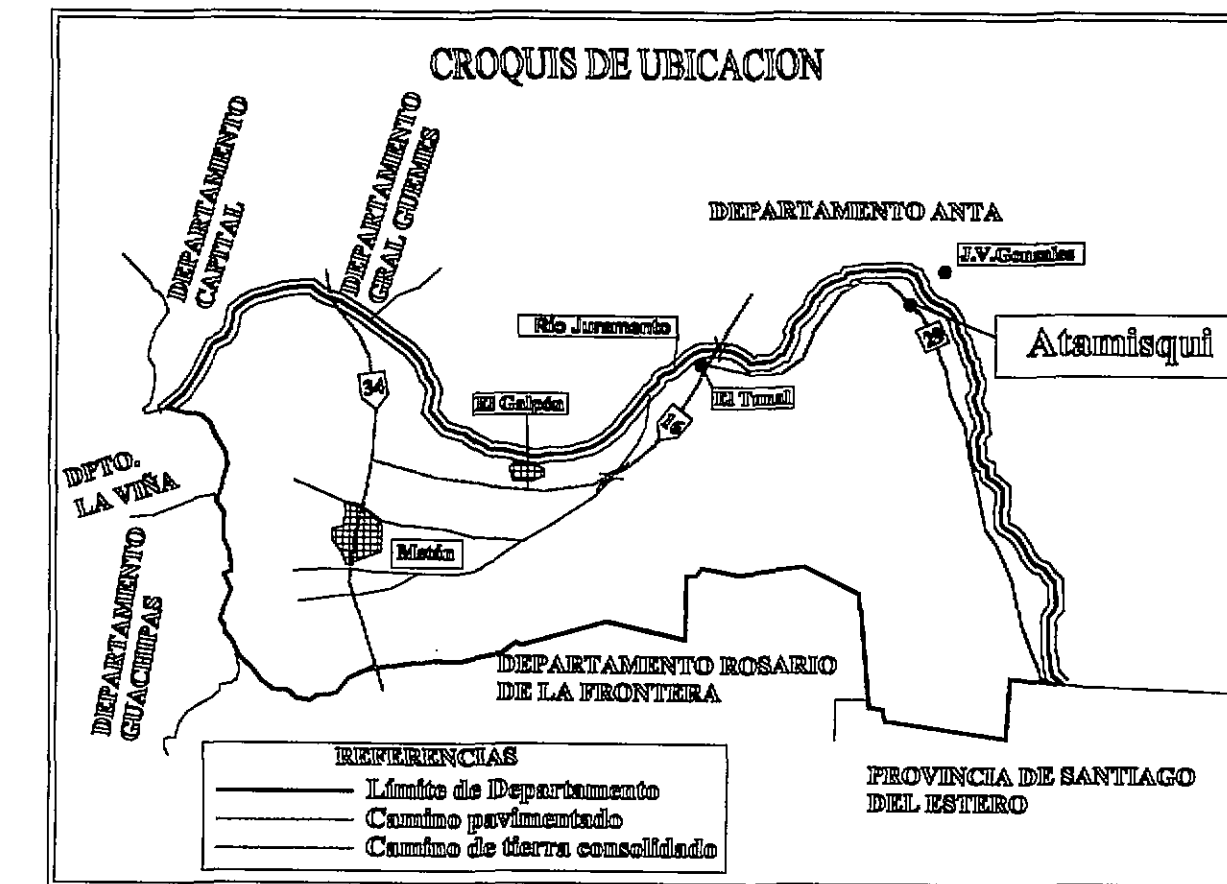 CROQUIS DE UBICACION
DEPARTAMENTO
CAPITAL
DEPARTAMENTO
GRAL GUEMES
DEPARTAMENTO ANTA
J.V.Gonzales
Río Juramento
Atamisqui
29
34
El Galpón
El Tunal
16
DPTO.
LA VIÑA
Metán
DEPARTAMENTO
GUACHIPAS
DEPARTAMENTO ROSARIO
DE LA FRONTERA
REFERENCIAS
Límite de Departamento
Camino pavimentado
Camino de tierra consolidado
PROVINCIA DE SANTIAGO
DEL ESTERO